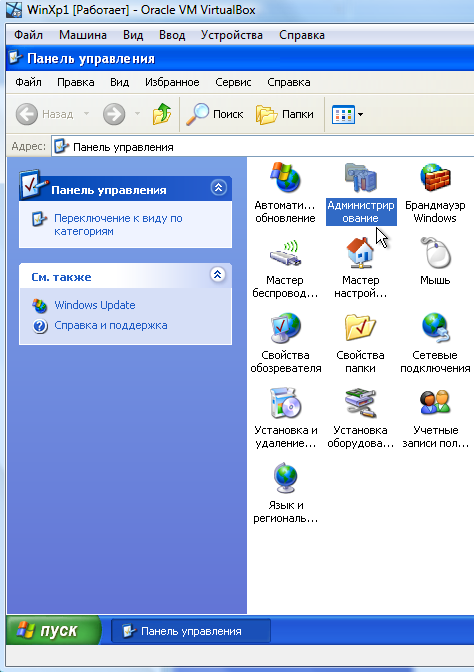 WinXp1 [Работает] - Oracle VM VirtualBox
Файл Машина Вид Ввод Устройства Справка
Панель управления
Файл Правка Вид Избранное Сервис Справка
Назад Поиск Папки
Адрес: Панель управления
Панель управления
Переключение к виду по
категориям
См. также
Windows Update
Справка и поддержка
Автомати...
обновление
Администрир
ование
Брандмауэр
Windows
Мастер
беспровод...
Мастер
настрой...
Мышь
Свойства
обозревателя
Свойства
папки
Сетевые
подключения
Установка и
удаление...
Установка
оборудова...
Учетные
записи пол...
Язык и
региональ...
пуск Панель управления